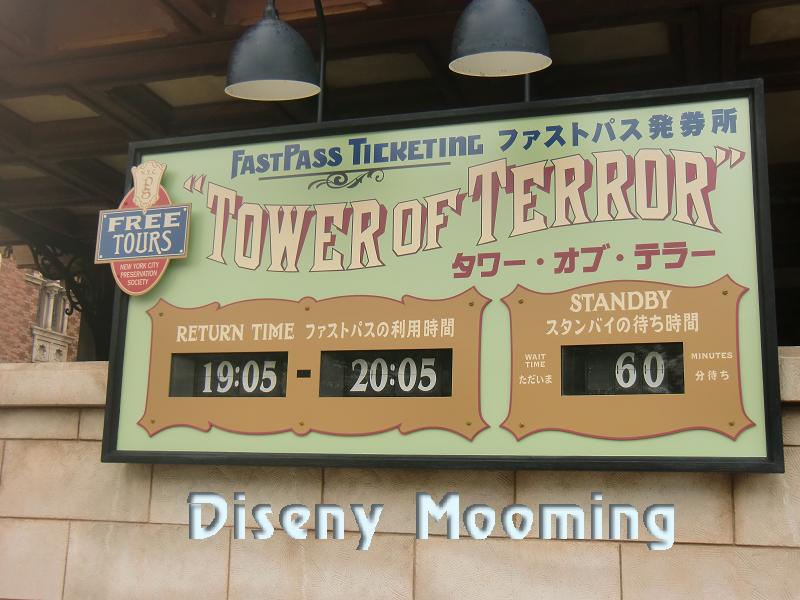 FASTPASS TICKETING ファストパス発券所
"TOWER OF TERROR"
タワー・オブ・テラー
FREE
TOURS
NEW YORK CITY
PRESERVATION
SOCIETY
RETURN TIME ファストパスの利用時間
19:05 - 20:05
STANDBY
スタンバイの待ち時間
WAIT
TIME
ただいま
60
MINUTES
分待ち
Diseny Mooming